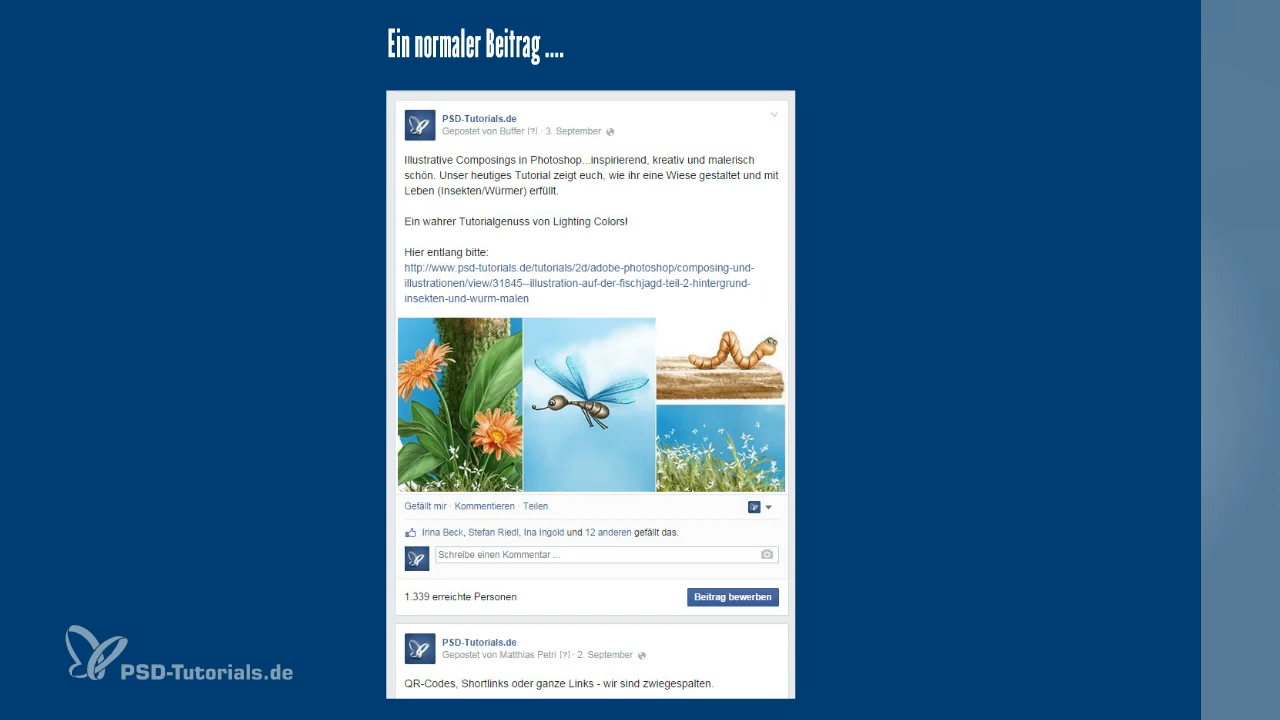 Ein normaler Beitrag ....
PSD-Tutorials.de
Gepostet von Buffer [?] · 3. September
Illustrative Composings in Photoshop...inspirierend, kreativ und malerisch
schön. Unser heutiges Tutorial zeigt euch, wie ihr eine Wiese gestaltet und mit
Leben (Insekten/Würmer) erfüllt.
Ein wahrer Tutorialgenuss von Lighting Colors!
Hier entlang bitte:
http://www.psd-tutorials.de/tutorials/2d/adobe-photoshop/composing-und-
illustrationen/view/31845--illustration-auf-der-fischjagd-teil-2-hintergrund-
insekten-und-wurm-malen
Gefällt mir · Kommentieren · Teilen
Irina Beck, Stefan Riedl, Ina Ingold und 12 anderen gefällt das.
Schreibe einen Kommentar ...
1.339 erreichte Personen
Beitrag bewerben
PSD-Tutorials.de
Gepostet von Matthias Petri [?] · 2. September
QR-Codes, Shortlinks oder ganze Links - wir sind zwiegespalten.
PSD-Tutorials.de